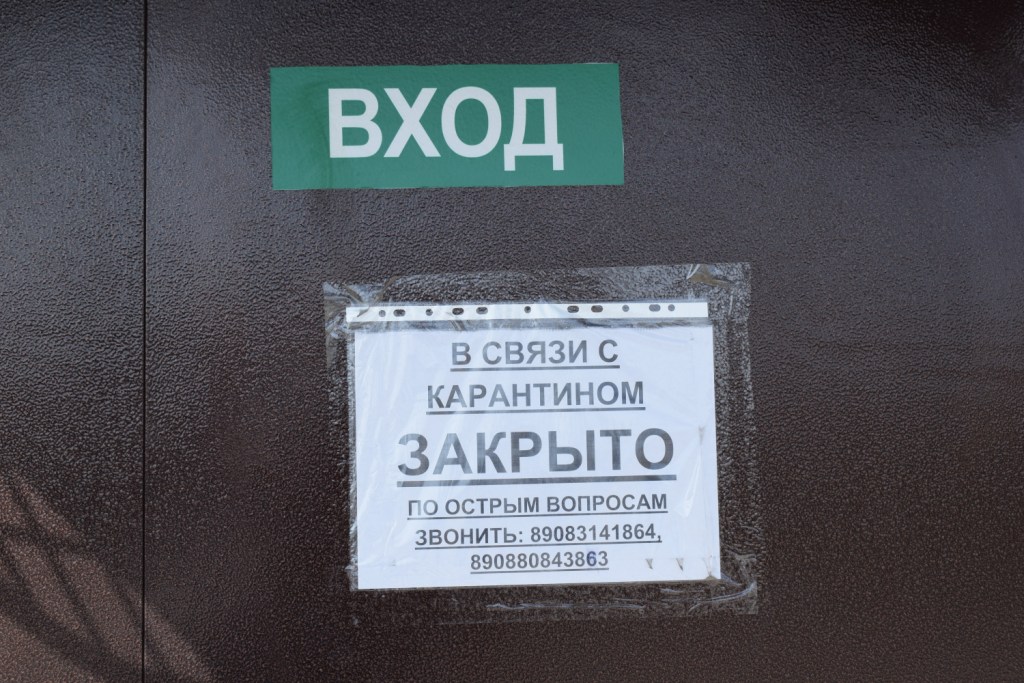 ВХОД
В СВЯЗИ С
КАРАНТИНОМ
ЗАКРЫТО
ПО ОСТРЫМ ВОПРОСАМ
ЗВОНИТЬ: 89083141864,
890880843863